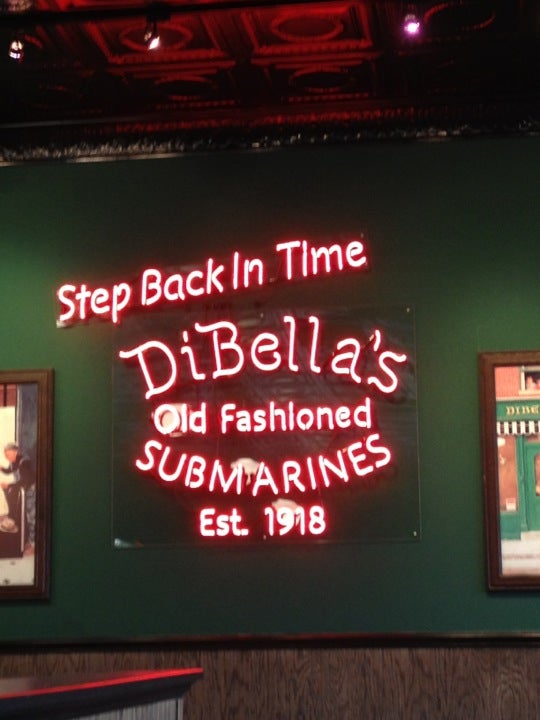 Step Back In Time
DiBella's
Old Fashioned
SUBMARINES
Est. 1918